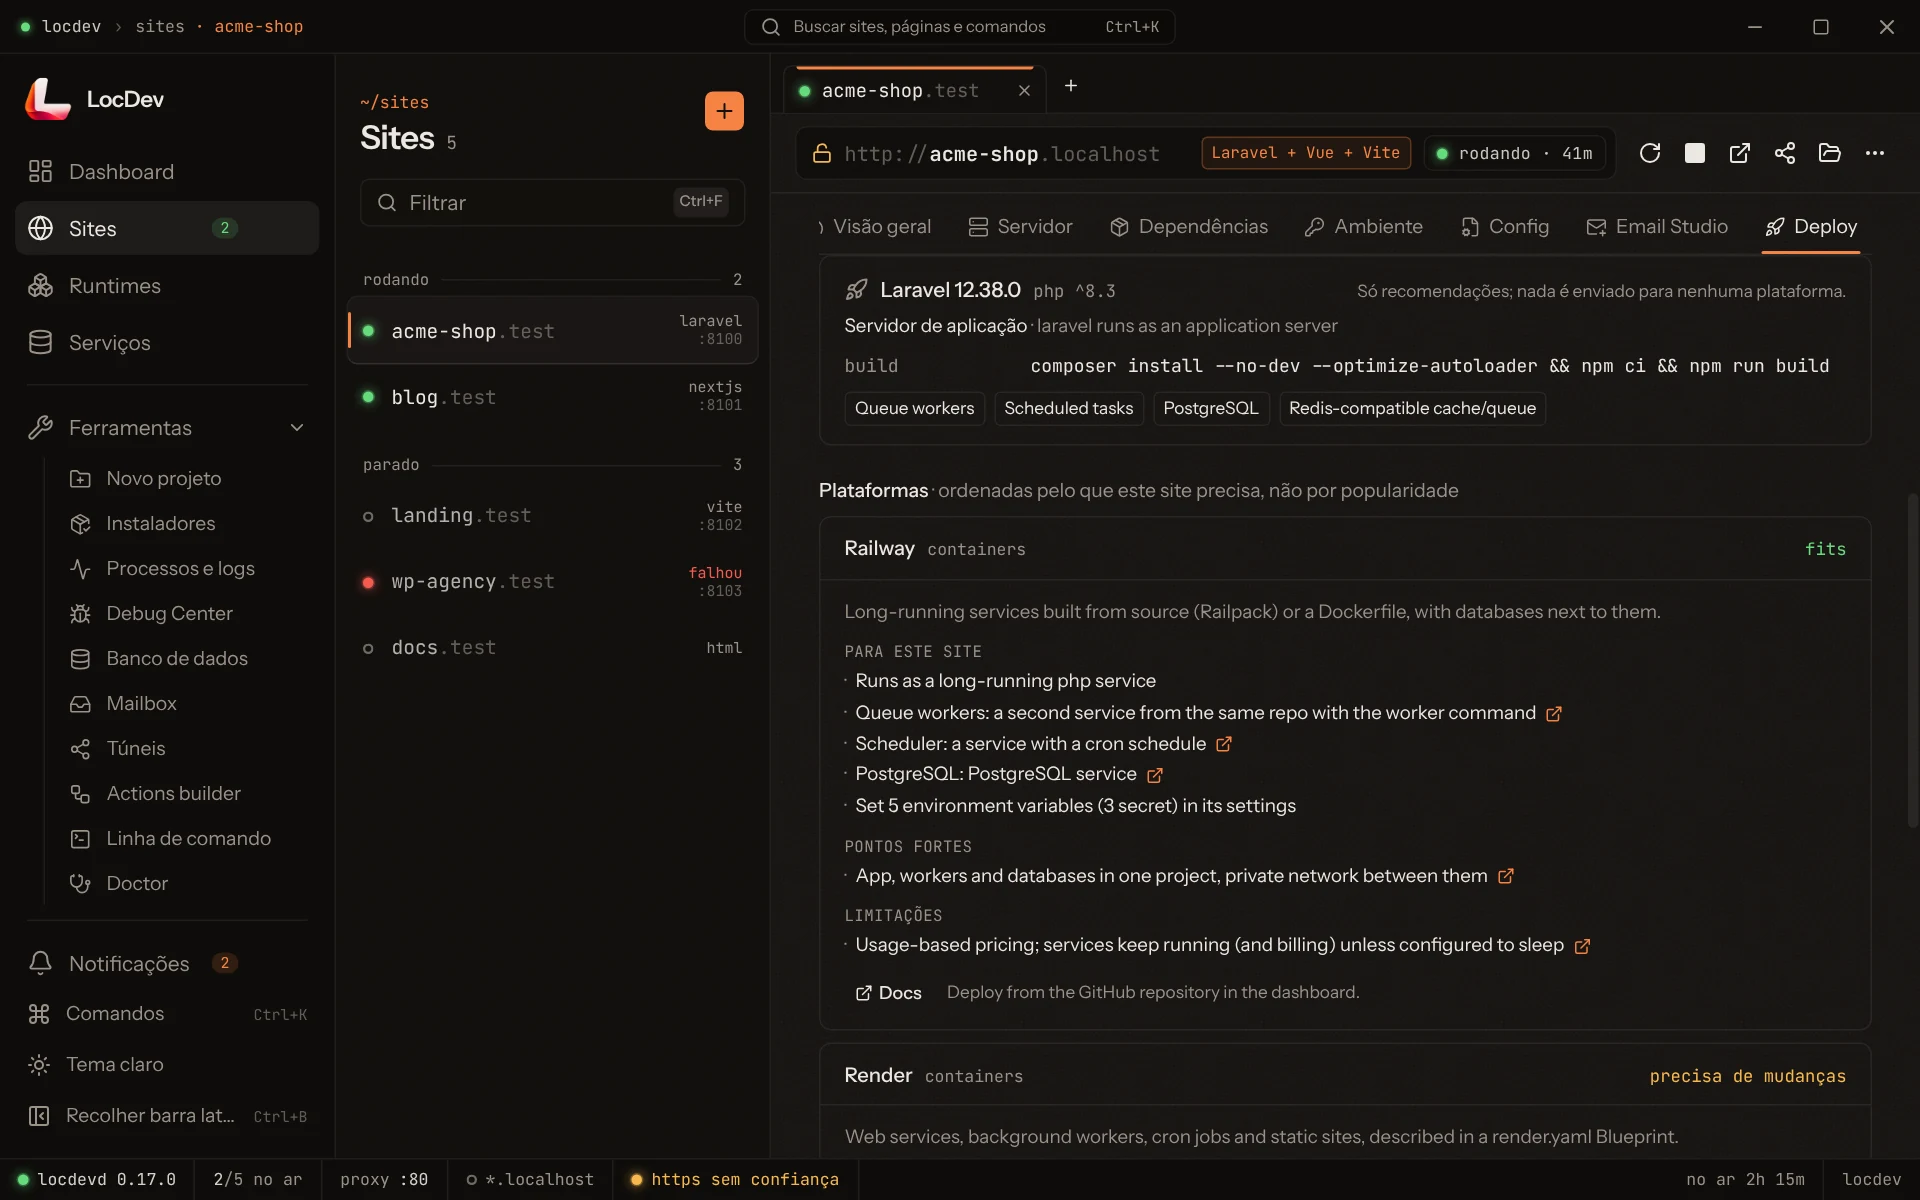 locdev › sites · acme-shop
Buscar sites, páginas e comandos Ctrl+K
LocDev
Dashboard
Sites 2
Runtimes
Serviços
Ferramentas
Novo projeto
Instaladores
Processos e logs
Debug Center
Banco de dados
Mailbox
Túneis
Actions builder
Linha de comando
Doctor
Notificações 2
Comandos Ctrl+K
Tema claro
Recolher barra lat... Ctrl+B
~/sites
Sites 5
Filtrar Ctrl+F
rodando 2
acme-shop.test laravel :8100
blog.test nextjs :8101
parado 3
landing.test vite :8102
wp-agency.test falhou :8103
docs.test html
acme-shop.test
http://acme-shop.localhost Laravel + Vue + Vite rodando · 41m
Visão geral Servidor Dependências Ambiente Config Email Studio Deploy
Laravel 12.38.0 php ^8.3 Só recomendações; nada é enviado para nenhuma plataforma.
Servidor de aplicação · laravel runs as an application server
build composer install --no-dev --optimize-autoloader && npm ci && npm run build
Queue workers Scheduled tasks PostgreSQL Redis-compatible cache/queue
Plataformas · ordenadas pelo que este site precisa, não por popularidade
Railway containers fits
Long-running services built from source (Railpack) or a Dockerfile, with databases next to them.
PARA ESTE SITE
· Runs as a long-running php service
· Queue workers: a second service from the same repo with the worker command
· Scheduler: a service with a cron schedule
· PostgreSQL: PostgreSQL service
· Set 5 environment variables (3 secret) in its settings
PONTOS FORTES
· App, workers and databases in one project, private network between them
LIMITAÇÕES
· Usage-based pricing; services keep running (and billing) unless configured to sleep
Docs Deploy from the GitHub repository in the dashboard.
Render containers precisa de mudanças
Web services, background workers, cron jobs and static sites, described in a render.yaml Blueprint.
locdevd 0.17.0 2/5 no ar proxy :80 *.localhost https sem confiança no ar 2h 15m locdev